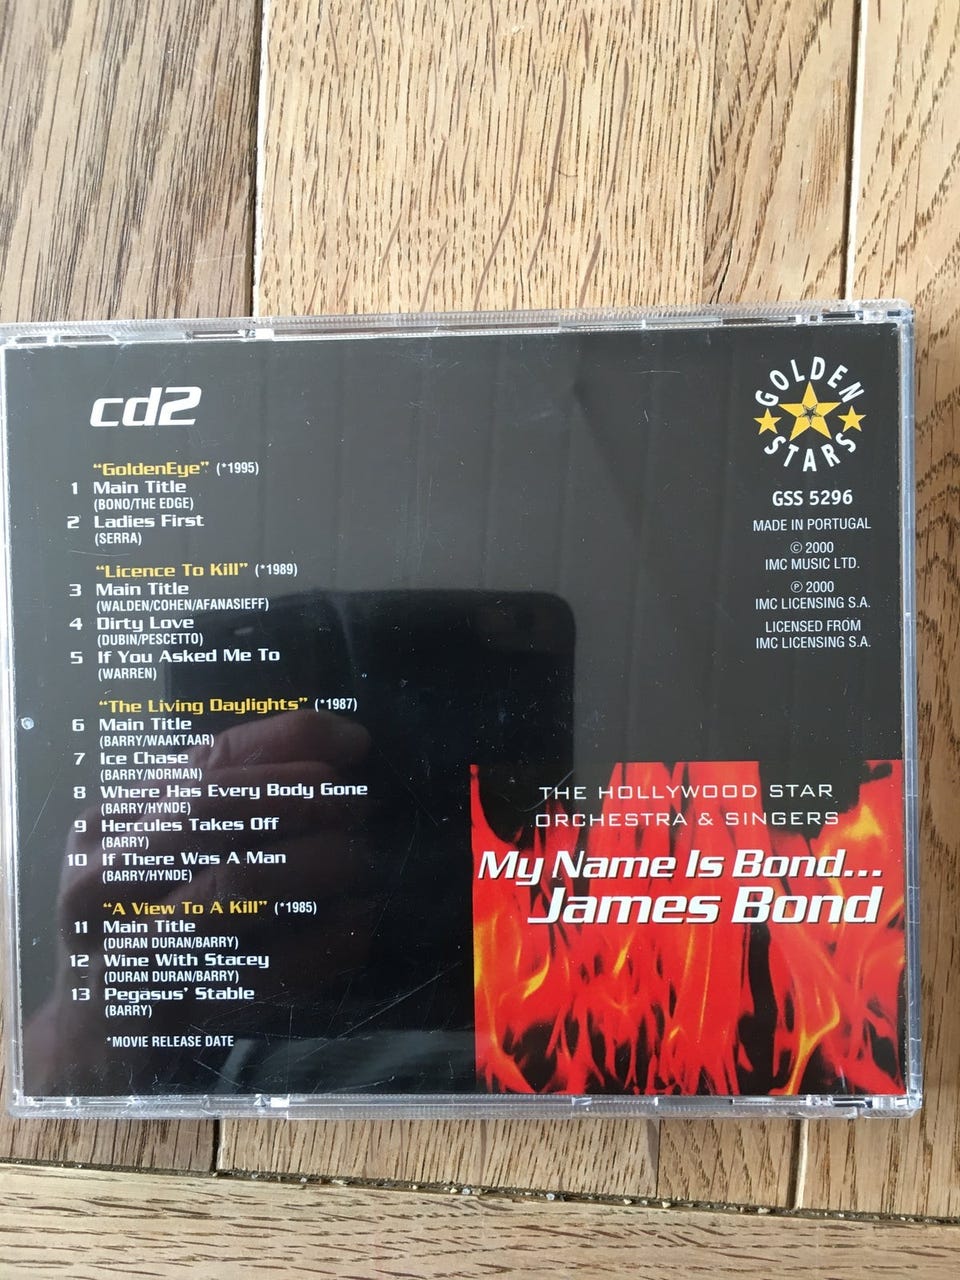 cd2
"GoldenEye" (*1995)
1 Main Title
(BONO/THE EDGE)
2 Ladies First
(SERRA)
"Licence To Kill" (*1989)
3 Main Title
(WALDEN/COHEN/AFANASIEFF)
4 Dirty Love
(DUBIN/PESCETTO)
5 If You Asked Me To
(WARREN)
"The Living Daylights" (*1987)
6 Main Title
(BARRY/WAAKTAAR)
7 Ice Chase
(BARRY/NORMAN)
8 Where Has Every Body Gone
(BARRY/HYNDE)
9 Hercules Takes Off
(BARRY)
10 If There Was A Man
(BARRY/HYNDE)
"A View To A Kill" (*1985)
11 Main Title
(DURAN DURAN/BARRY)
12 Wine With Stacey
(DURAN DURAN/BARRY)
13 Pegasus' Stable
(BARRY)
*MOVIE RELEASE DATE
GOLDEN
STARS
GSS 5296
MADE IN PORTUGAL
© 2000
IMC MUSIC LTD.
℗ 2000
IMC LICENSING S.A.
LICENSED FROM
IMC LICENSING S.A.
THE HOLLYWOOD STAR
ORCHESTRA & SINGERS
My Name Is Bond...
James Bond